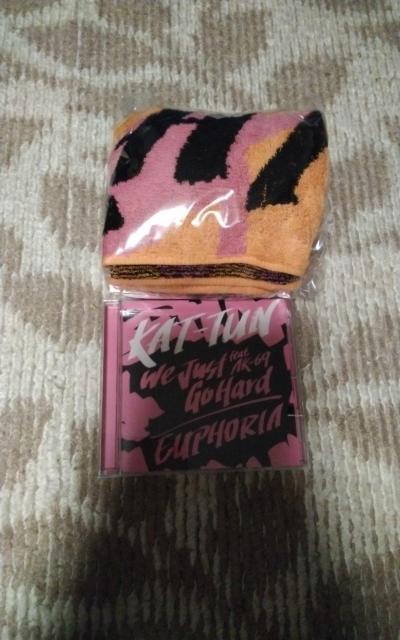 KAT-TUN
We Just feat. AK-69
Go Hard
EUPHORIA